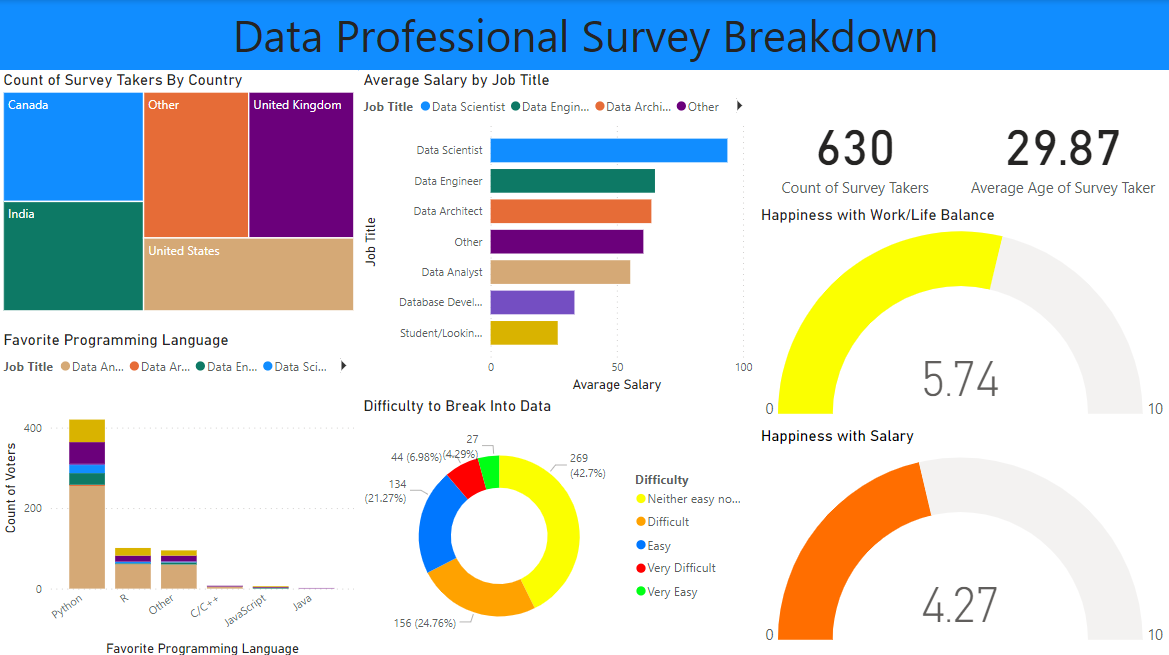 Data Professional Survey Breakdown
Count of Survey Takers By Country
Canada
Other
United Kingdom
India
United States
Average Salary by Job Title
Job Title Data Scientist Data Engin... Data Archi... Other
Job Title
Data Scientist
Data Engineer
Data Architect
Other
Data Analyst
Database Devel...
Student/Lookin...
0 50 100
Avarage Salary
630
Count of Survey Takers
29.87
Average Age of Survey Taker
Happiness with Work/Life Balance
5.74
0 10
Favorite Programming Language
Job Title Data An... Data Ar... Data En... Data Sci...
Count of Voters
400
200
0
Python R Other C/C++ JavaScript Java
Favorite Programming Language
Difficulty to Break Into Data
27
(4.29%)
44 (6.98%)
269
(42.7%)
134
(21.27%)
156 (24.76%)
Difficulty
Neither easy no...
Difficult
Easy
Very Difficult
Very Easy
Happiness with Salary
4.27
0 10